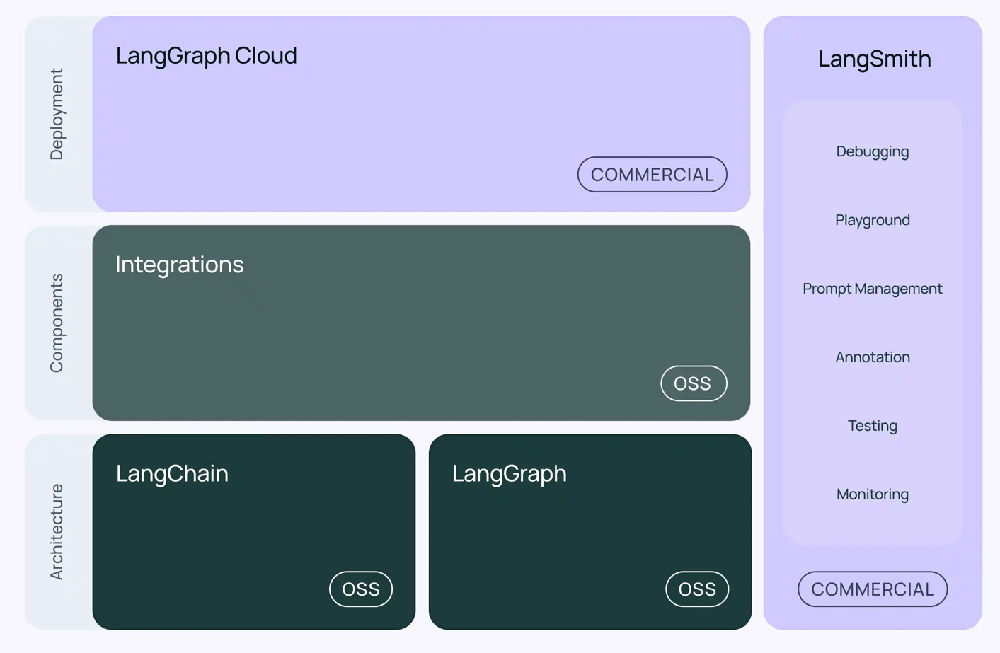 Deployment
LangGraph Cloud
COMMERCIAL
Components
Integrations
OSS
Architecture
LangChain
OSS
LangGraph
OSS
LangSmith
Debugging
Playground
Prompt Management
Annotation
Testing
Monitoring
COMMERCIAL